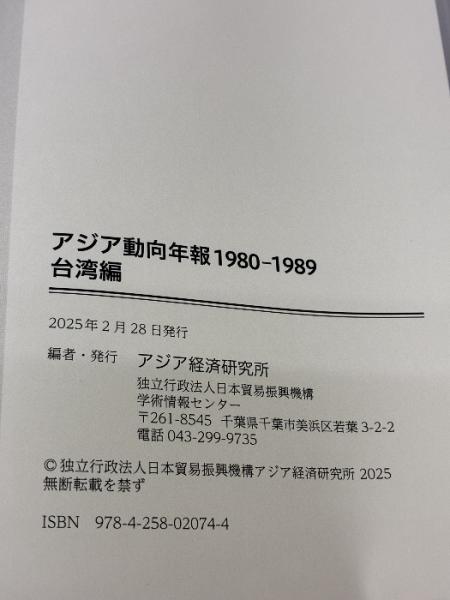 アジア動向年報1980-1989
台湾編
2025年2月28日発行
編者・発行 アジア経済研究所
独立行政法人日本貿易振興機構
学術情報センター
〒261-8545 千葉県千葉市美浜区若葉 3-2-2
電話 043-299-9735
©独立行政法人日本貿易振興機構アジア経済研究所 2025
無断転載を禁ず
ISBN 978-4-258-02074-4